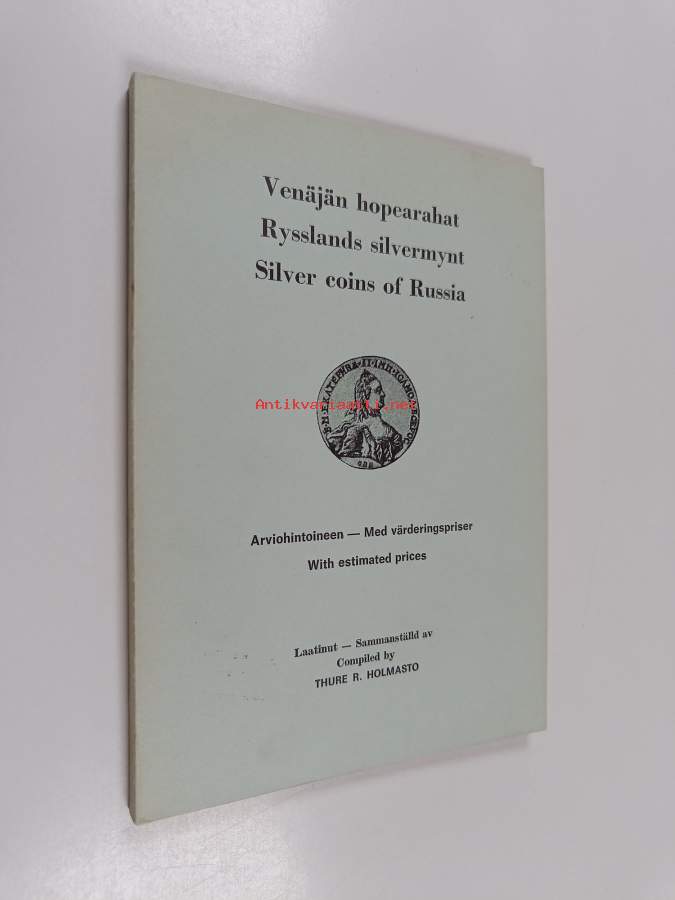 Venäjän hopearahat
Rysslands silvermynt
Silver coins of Russia
Antikvariaatti.net
Arviohintoineen — Med värderingspriser
With estimated prices
Laatinut — Sammanställd av
Compiled by
THURE R. HOLMASTO